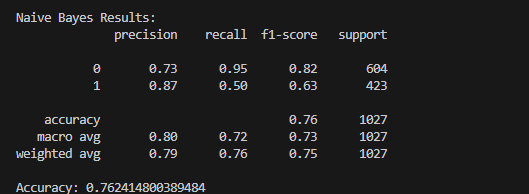 Naive Bayes Results:
precision recall f1-score support
0 0.73 0.95 0.82 604
1 0.87 0.50 0.63 423
accuracy 0.76 1027
macro avg 0.80 0.72 0.73 1027
weighted avg 0.79 0.76 0.75 1027
Accuracy: 0.762414800389484